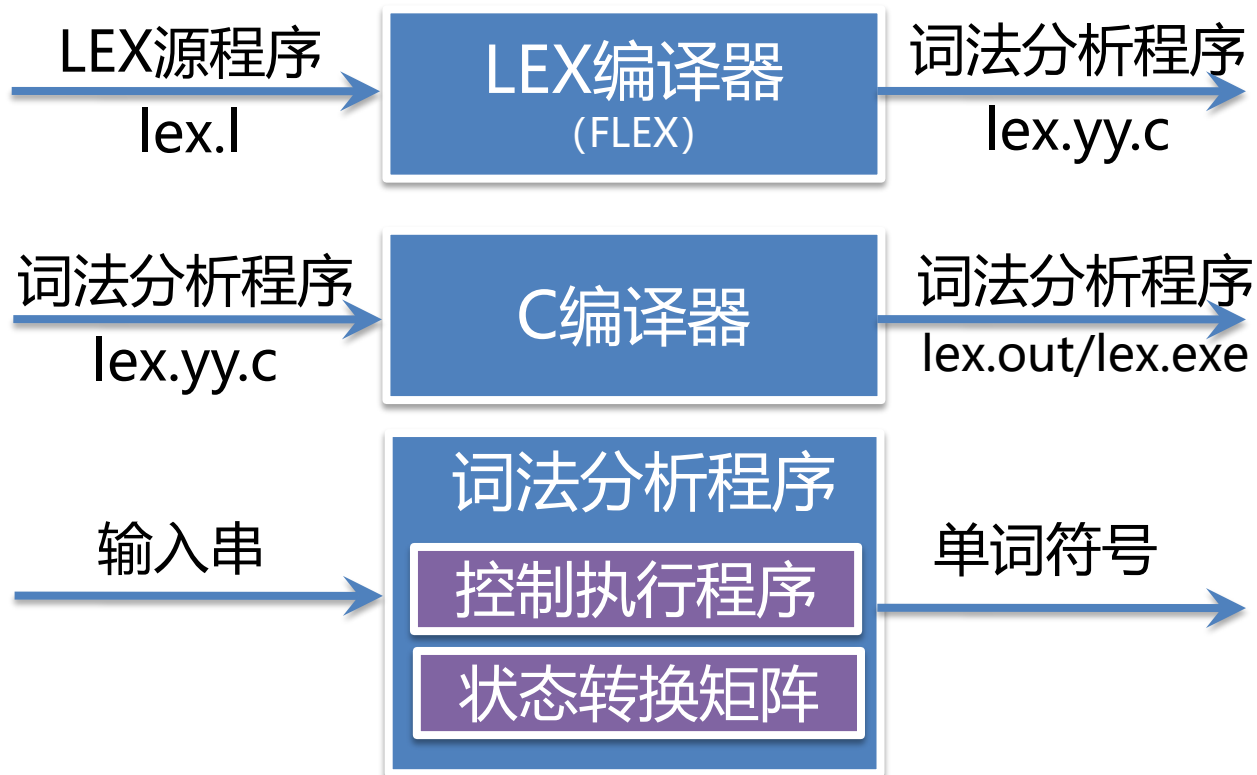 LEX源程序
lex.l
LEX编译器
(FLEX)
词法分析程序
lex.yy.c
词法分析程序
lex.yy.c
C编译器
词法分析程序
lex.out/lex.exe
输入串
词法分析程序
控制执行程序
状态转换矩阵
单词符号